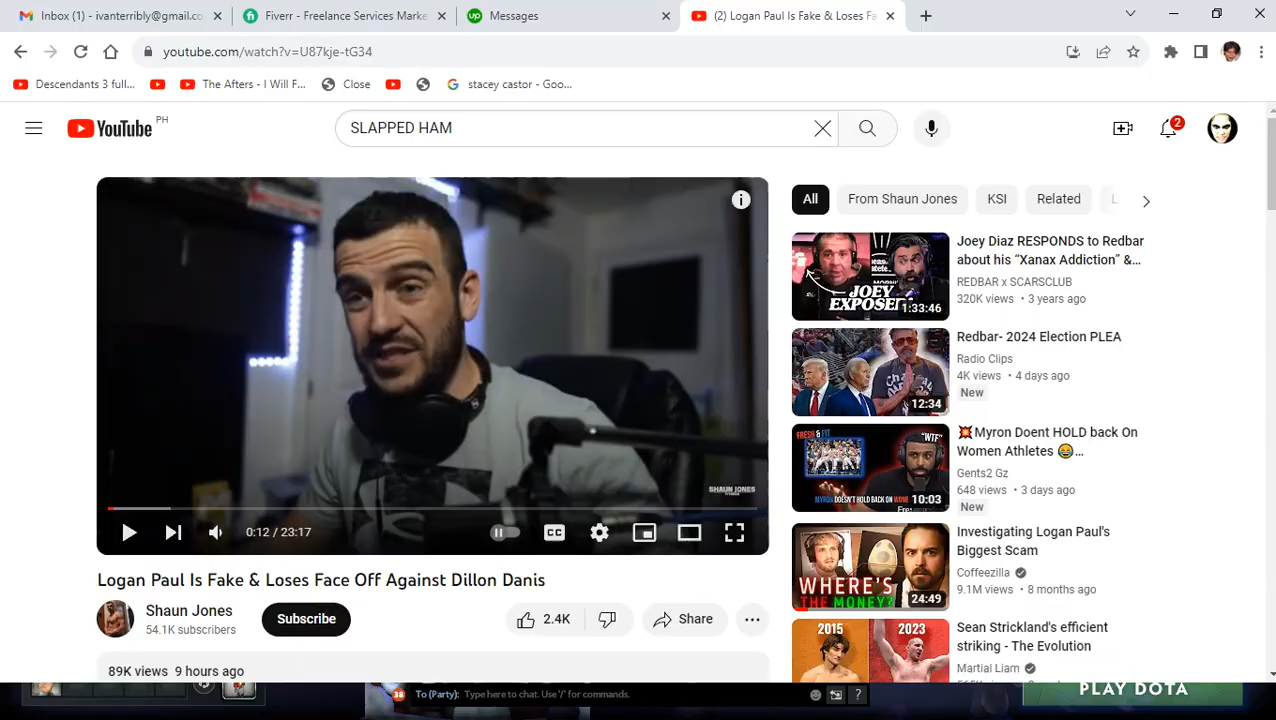 Inbox (1) - ivanterribly@gmail.co
Fiverr - Freelance Services Mark
up
Messages
(2) Logan Paul Is Fake & Loses Fa
youtube.com/watch?v=U87kje-tG34
Descendants 3 full...
The Afters - I Will F...
Close
stacey castor - Goo...
YouTube PH
SLAPPED HAM
2
SHAUN JONES
0:12 / 23:17
CC
Logan Paul Is Fake & Loses Face Off Against Dillon Danis
Shaun Jones
54.1K subscribers
Subscribe
2.4K
Share
89K views 9 hours ago
All
From Shaun Jones
KSI
Related
JOEY
EXPOSED
1:33:46
Joey Diaz RESPONDS to Redbar
about his “Xanax Addiction” &...
REDBAR x SCARSCLUB
320K views • 3 years ago
12:34
Redbar- 2024 Election PLEA
Radio Clips
4K views • 4 days ago
New
FRESH & FIT
"WTF"
10:03
💥Myron Doent HOLD back On
Women Athletes 😂...
Gents2 Gz
648 views • 3 days ago
New
WHERE'S
THE MONEY?
24:49
Investigating Logan Paul's
Biggest Scam
Coffeezilla
9.1M views • 8 months ago
2015
2023
Sean Strickland's efficient
striking - The Evolution
Martial Liam
38
To (Party): Type here to chat. Use '/' for commands.
?
PLAY DOTA